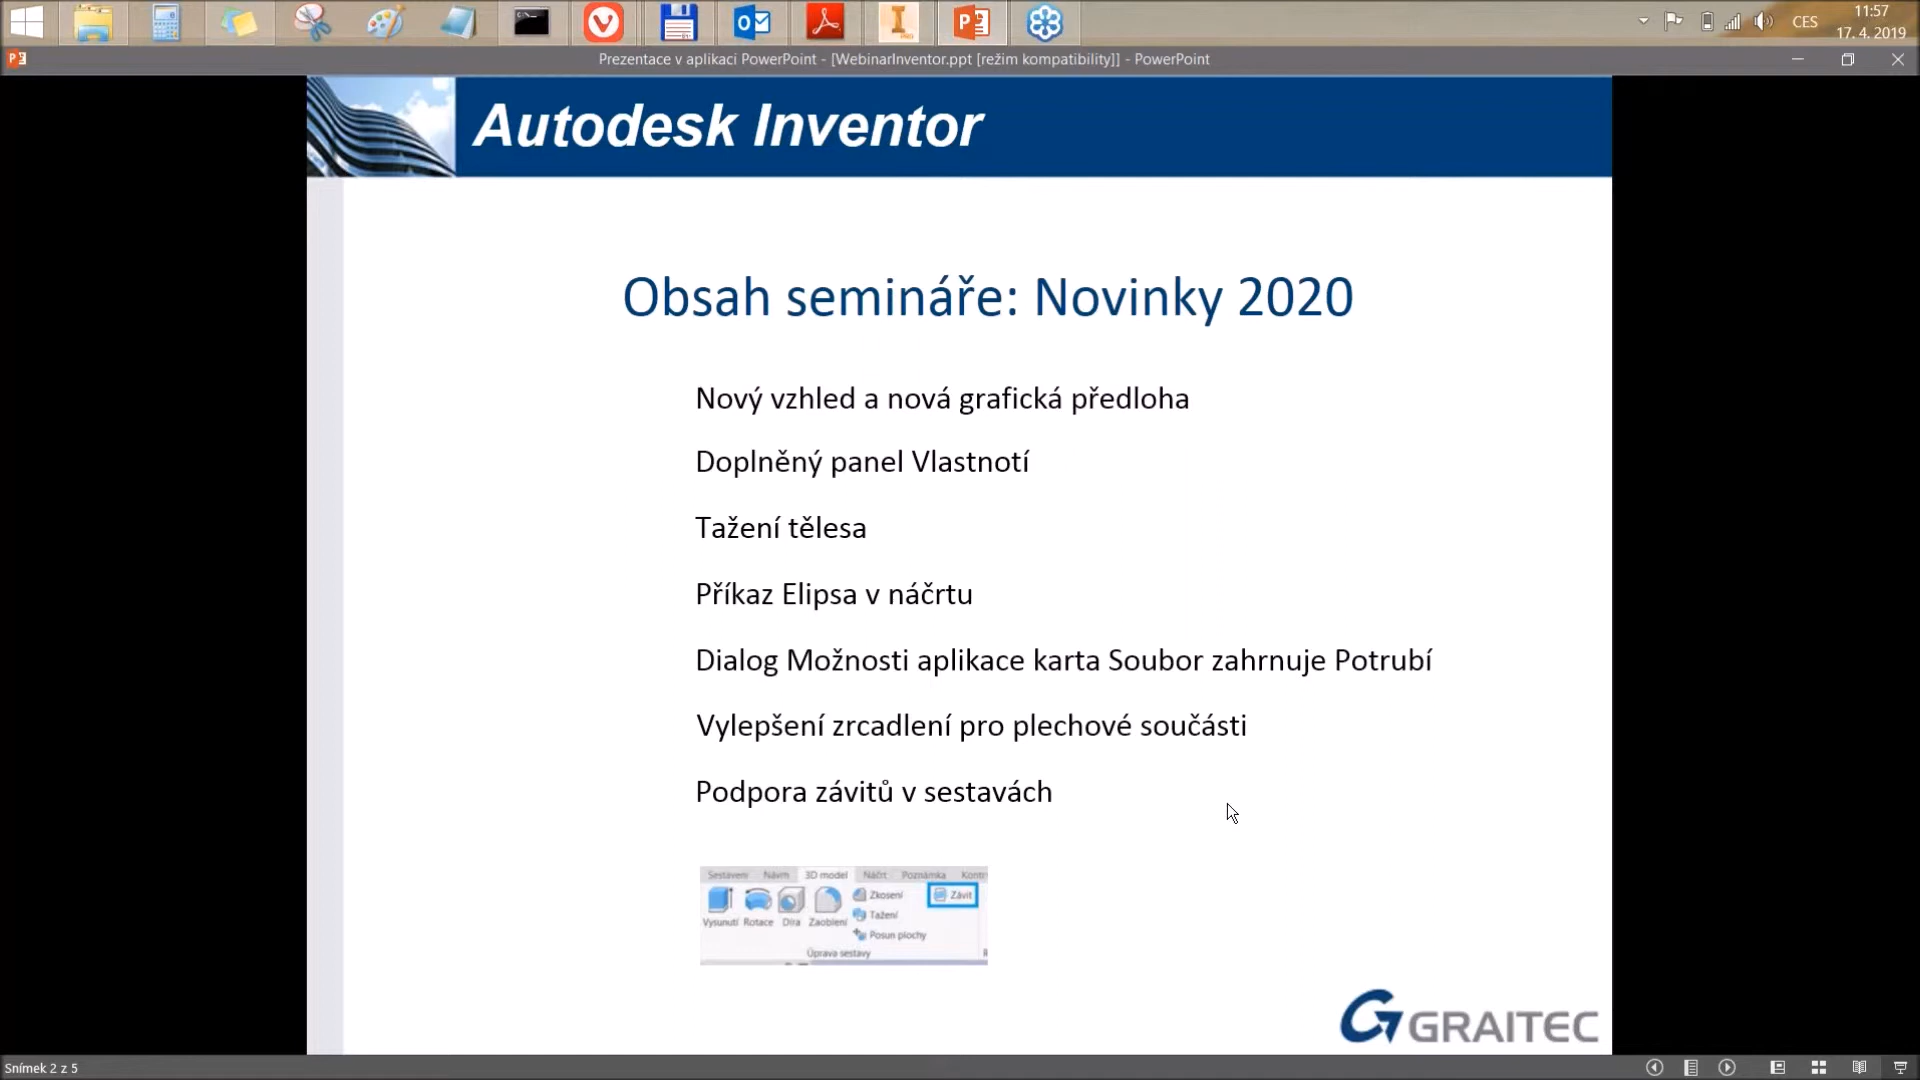 CES
11:57
17. 4. 2019
Prezentace v aplikaci PowerPoint - [WebinarInventor.ppt [režim kompatibility]] - PowerPoint
Autodesk Inventor
Obsah semináře: Novinky 2020
Nový vzhled a nová grafická předloha
Doplněný panel Vlastnotí
Tažení tělesa
Příkaz Elipsa v náčrtu
Dialog Možnosti aplikace karta Soubor zahrnuje Potrubí
Vylepšení zrcadlení pro plechové součásti
Podpora závitů v sestavách
Sestavení Návrh 3D model Náčrt Poznámka Kontr
Zkosení Závit
Tažení
Vysunutí Rotace Díra Zaoblení
Posun plochy
Úprava sestavy
GRAITEC
Snímek 2 z 5